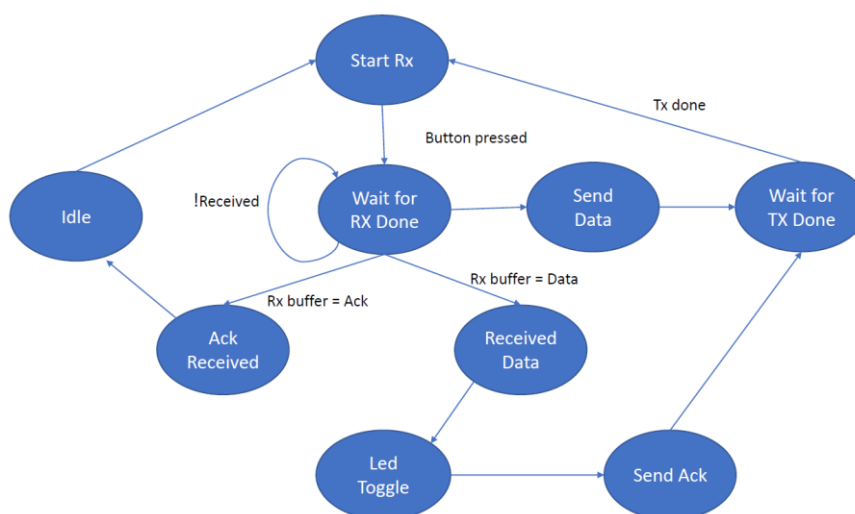 Start Rx
Tx done
Button pressed
!Received
Idle
Wait for
RX Done
Send
Data
Wait for
TX Done
Rx buffer = Data
Rx buffer = Ack
Ack
Received
Received
Data
Led
Toggle
Send Ack